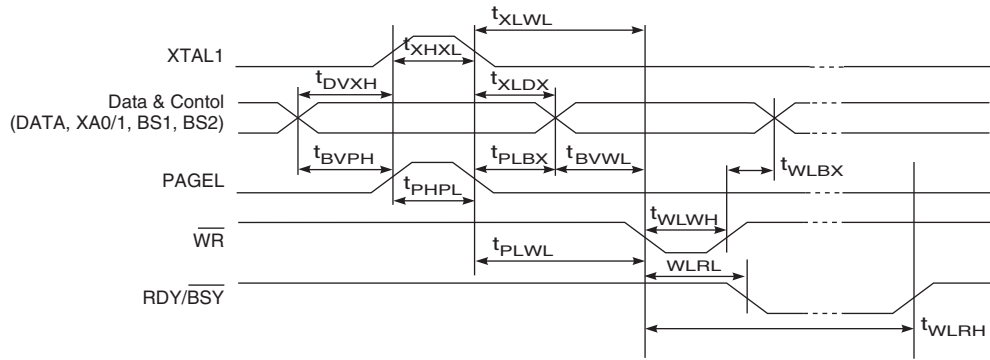 tXLWL
XTAL1
tXHXL
tDVXH
tXLDX
Data & Contol
(DATA, XA0/1, BS1, BS2)
tBVPH
tPLBX
tBVWL
tWLBX
PAGEL
tPHPL
tWLWH
WR
tPLWL
WLRL
RDY/BSY
tWLRH